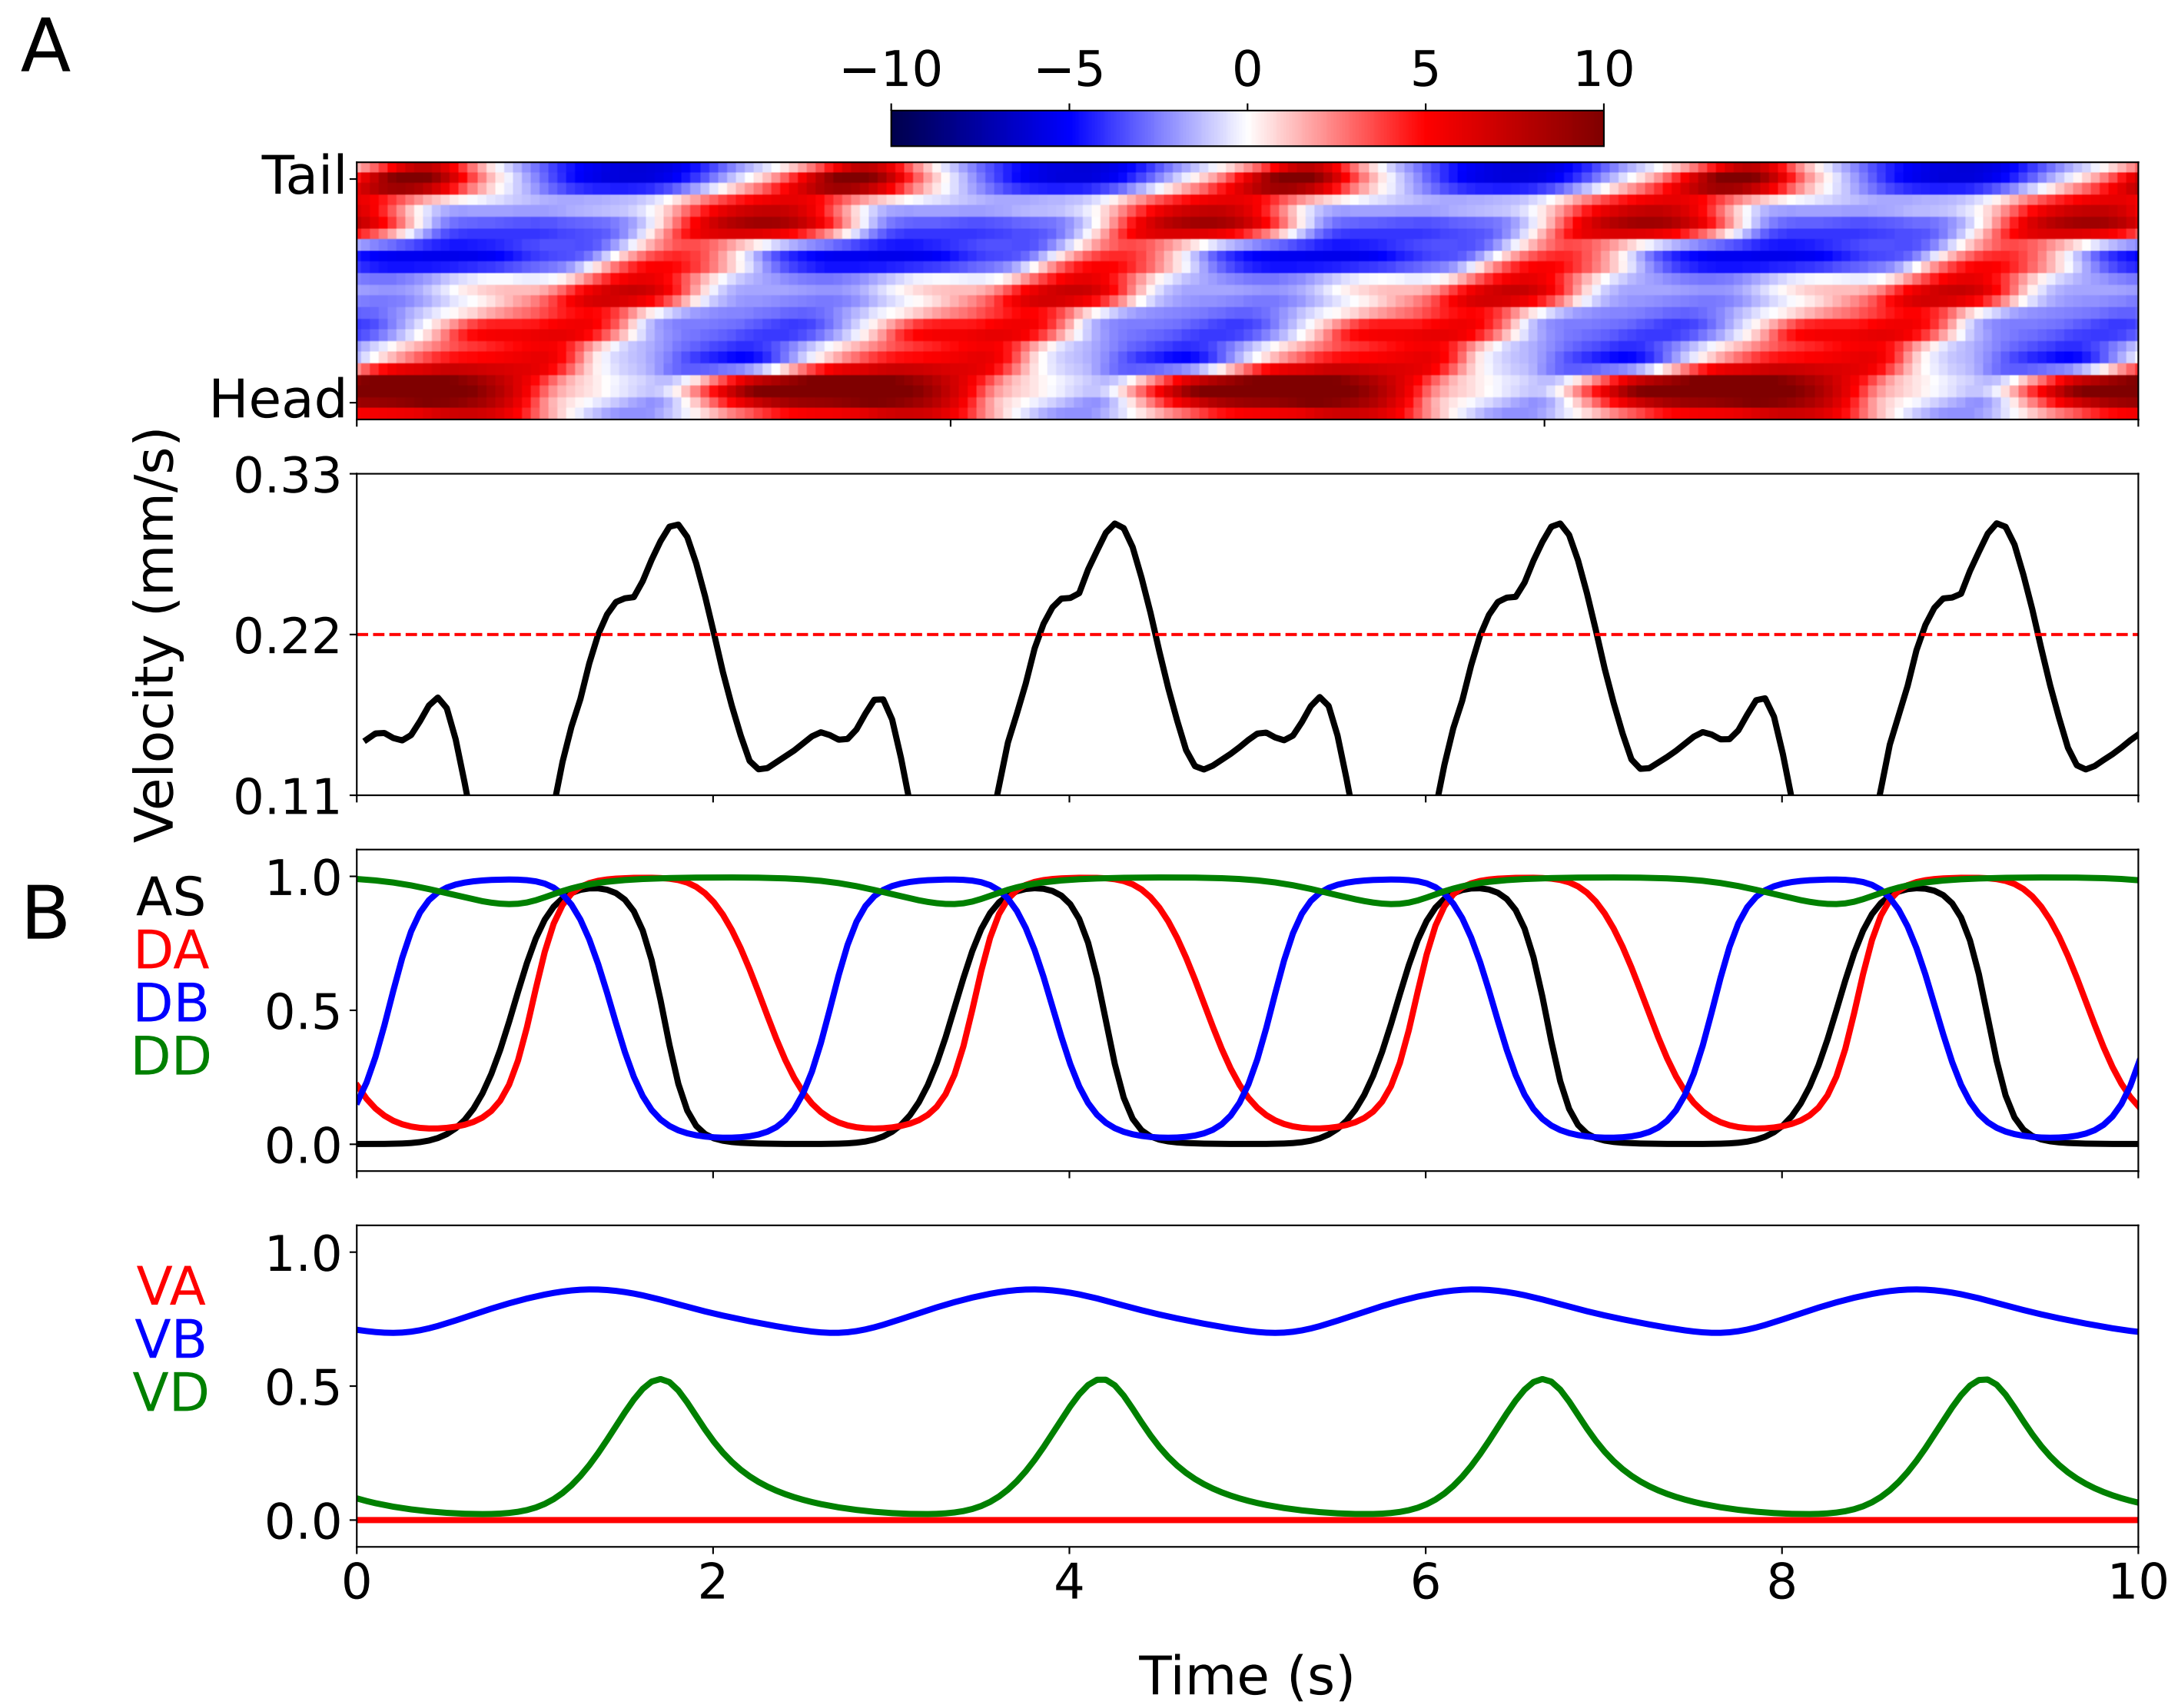 A
−10 −5 0 5 10
Tail
Head
Velocity (mm/s)
0.33
0.22
0.11
B
AS
DA
DB
DD
1.0
0.5
0.0
VA
VB
VD
1.0
0.5
0.0
0 2 4 6 8 10
Time (s)